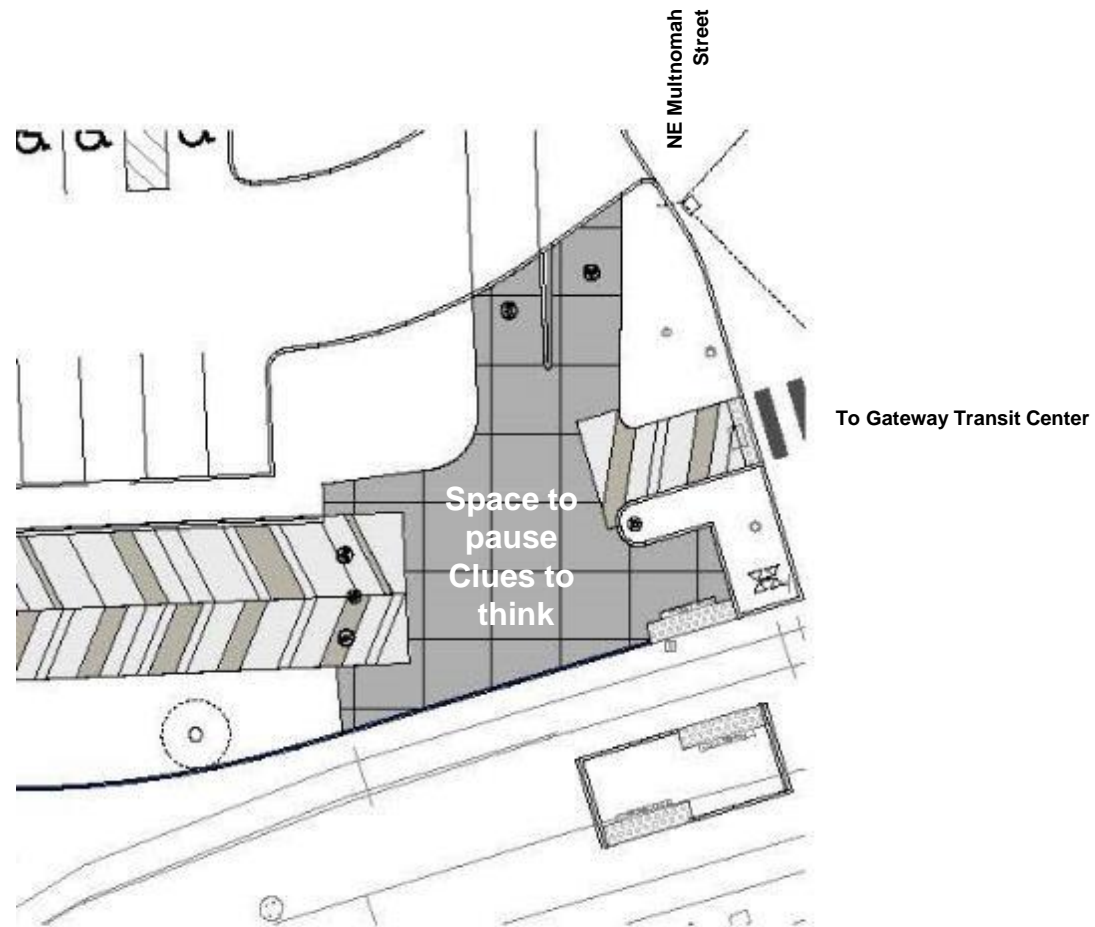 NE Multnomah
Street
To Gateway Transit Center
Space to
pause
Clues to
think